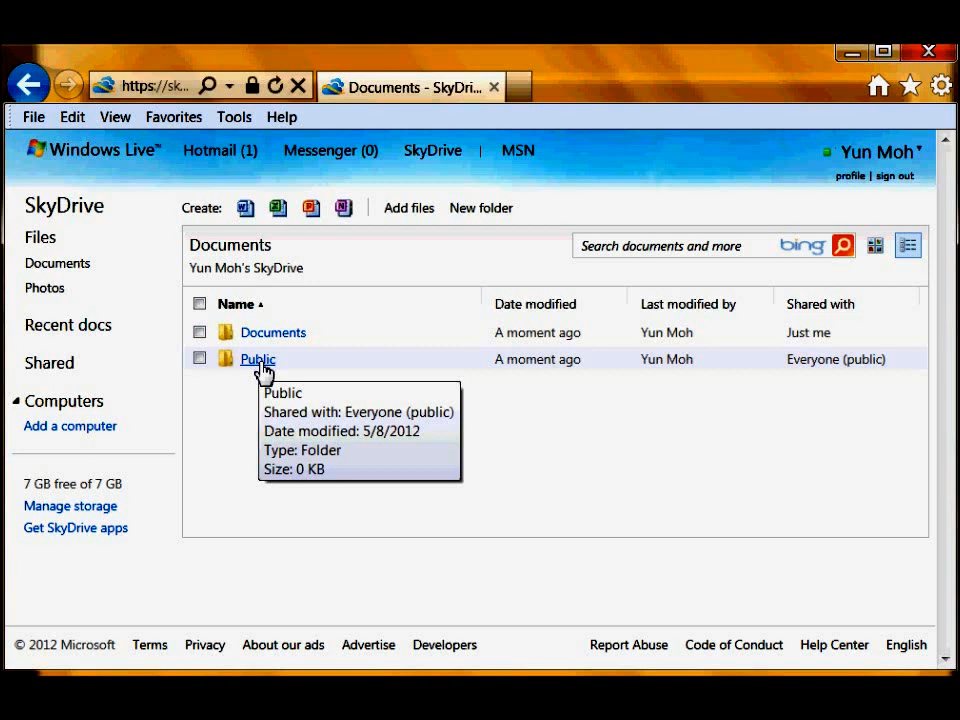 https://sk...
Documents - SkyDri...
File Edit View Favorites Tools Help
Windows Live™ Hotmail (1) Messenger (0) SkyDrive | MSN Yun Moh
profile | sign out
SkyDrive
Create: Add files New folder
Files
Documents
Photos
Recent docs
Shared
Computers
Add a computer
7 GB free of 7 GB
Manage storage
Get SkyDrive apps
Documents
Search documents and more bing
Yun Moh's SkyDrive
Name Date modified Last modified by Shared with
Documents A moment ago Yun Moh Just me
Public A moment ago Yun Moh Everyone (public)
Public
Shared with: Everyone (public)
Date modified: 5/8/2012
Type: Folder
Size: 0 KB
© 2012 Microsoft Terms Privacy About our ads Advertise Developers Report Abuse Code of Conduct Help Center English